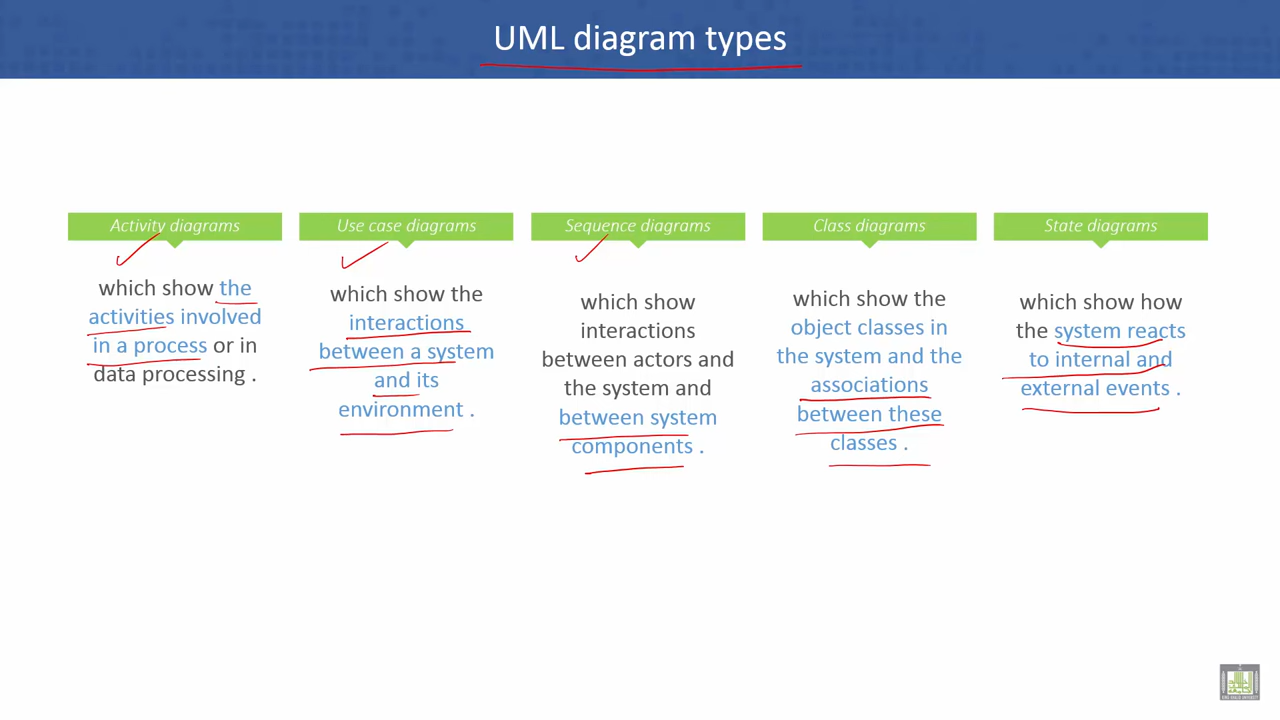 UML diagram types
Activity diagrams
which show the
activities involved
in a process or in
data processing .
Use case diagrams
which show the
interactions
between a system
and its
environment .
Sequence diagrams
which show
interactions
between actors and
the system and
between system
components .
Class diagrams
which show the
object classes in
the system and the
associations
between these
classes .
State diagrams
which show how
the system reacts
to internal and
external events .